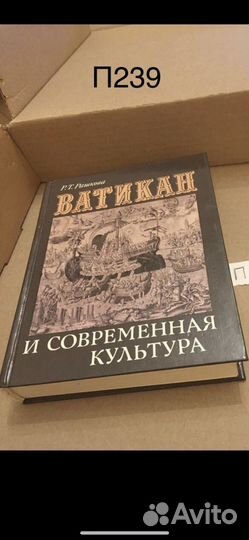 П239
Р.Т. Рашкова
ВАТИКАН
И СОВРЕМЕННАЯ
КУЛЬТУРА
П
Avito